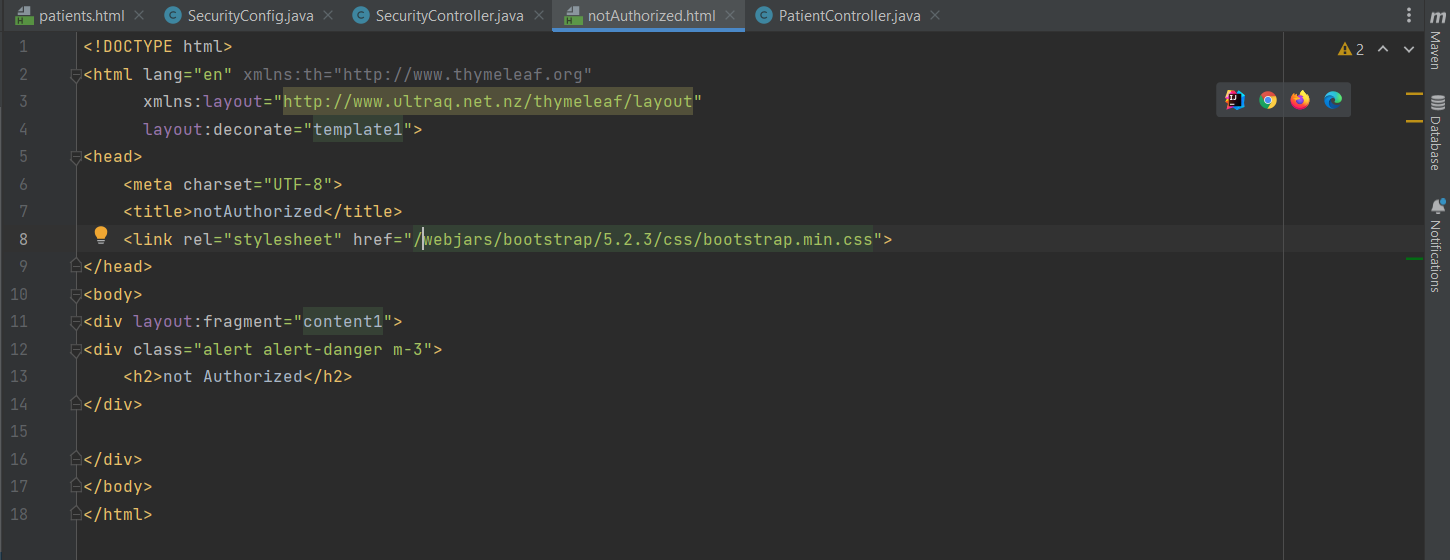 patients.html SecurityConfig.java SecurityController.java notAuthorized.html PatientController.java
1 <!DOCTYPE html>
2 <html lang="en" xmlns:th="http://www.thymeleaf.org"
3 xmlns:layout="http://www.ultraq.net.nz/thymeleaf/layout"
4 layout:decorate="template1">
5 <head>
6 <meta charset="UTF-8">
7 <title>notAuthorized</title>
8 <link rel="stylesheet" href="/webjars/bootstrap/5.2.3/css/bootstrap.min.css">
9 </head>
10 <body>
11 <div layout:fragment="content1">
12 <div class="alert alert-danger m-3">
13 <h2>not Authorized</h2>
14 </div>
15
16 </div>
17 </body>
18 </html>
2
m Maven
Database
Notifications